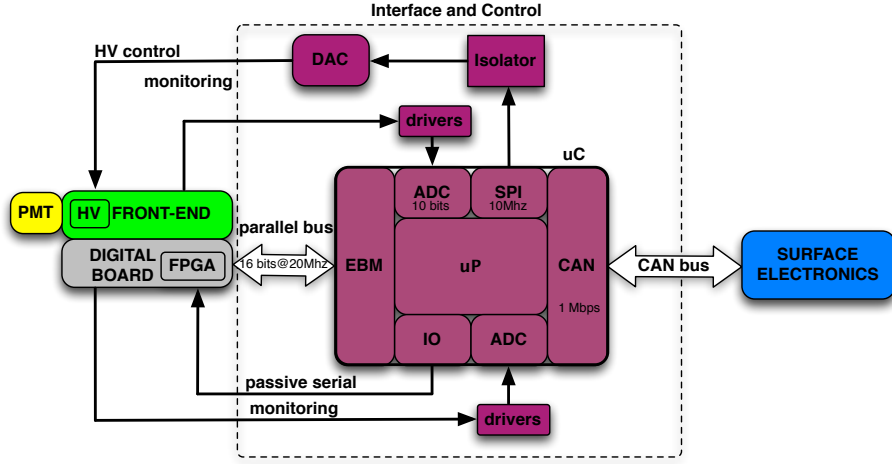 Interface and Control
HV control
DAC
Isolator
monitoring
drivers
uC
ADC
10 bits
SPI
10Mhz
PMT
HV
FRONT-END
parallel bus
DIGITAL
BOARD
FPGA
16 bits@20Mhz
EBM
uP
CAN
CAN bus
SURFACE
ELECTRONICS
1 Mbps
IO
ADC
passive serial
monitoring
drivers